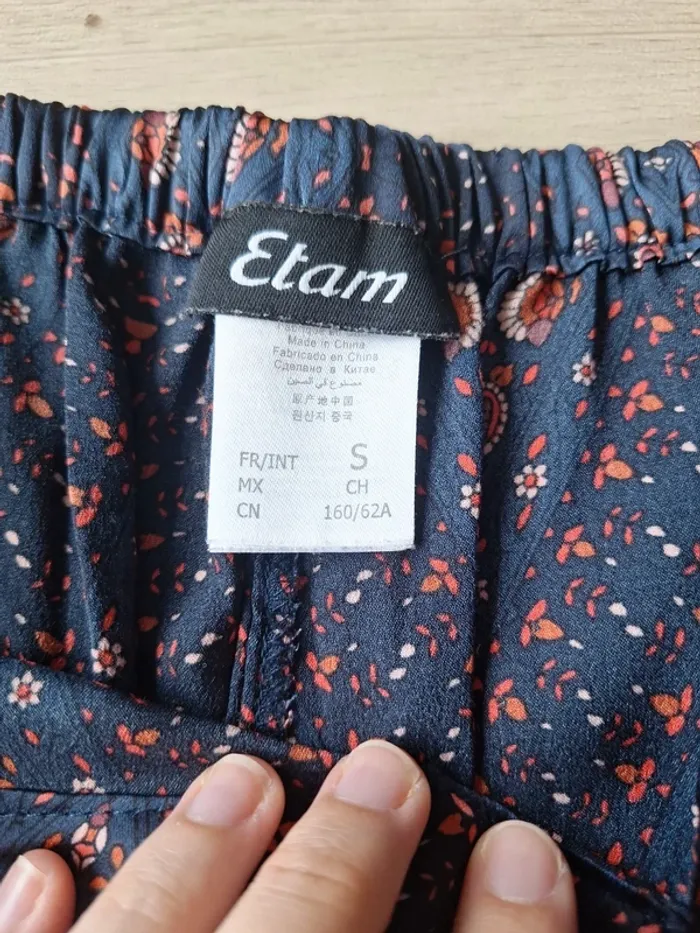 Etam
Made in China
Fabricado en China
Сделано в Китае
مصنوع في الصين
原产地中国
원산지 중국
FR/INT S
MX CH
CN 160/62A